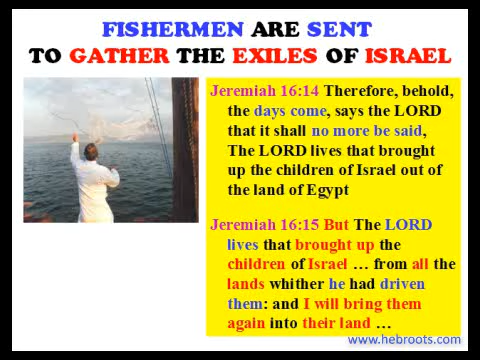 FISHERMEN ARE SENT
TO GATHER THE EXILES OF ISRAEL
Jeremiah 16:14 Therefore, behold,
the days come, says the LORD
that it shall no more be said,
The LORD lives that brought
up the children of Israel out of
the land of Egypt
Jeremiah 16:15 But The LORD
lives that brought up the
children of Israel … from all the
lands whither he had driven
them: and I will bring them
again into their land …
www.hebroots.com